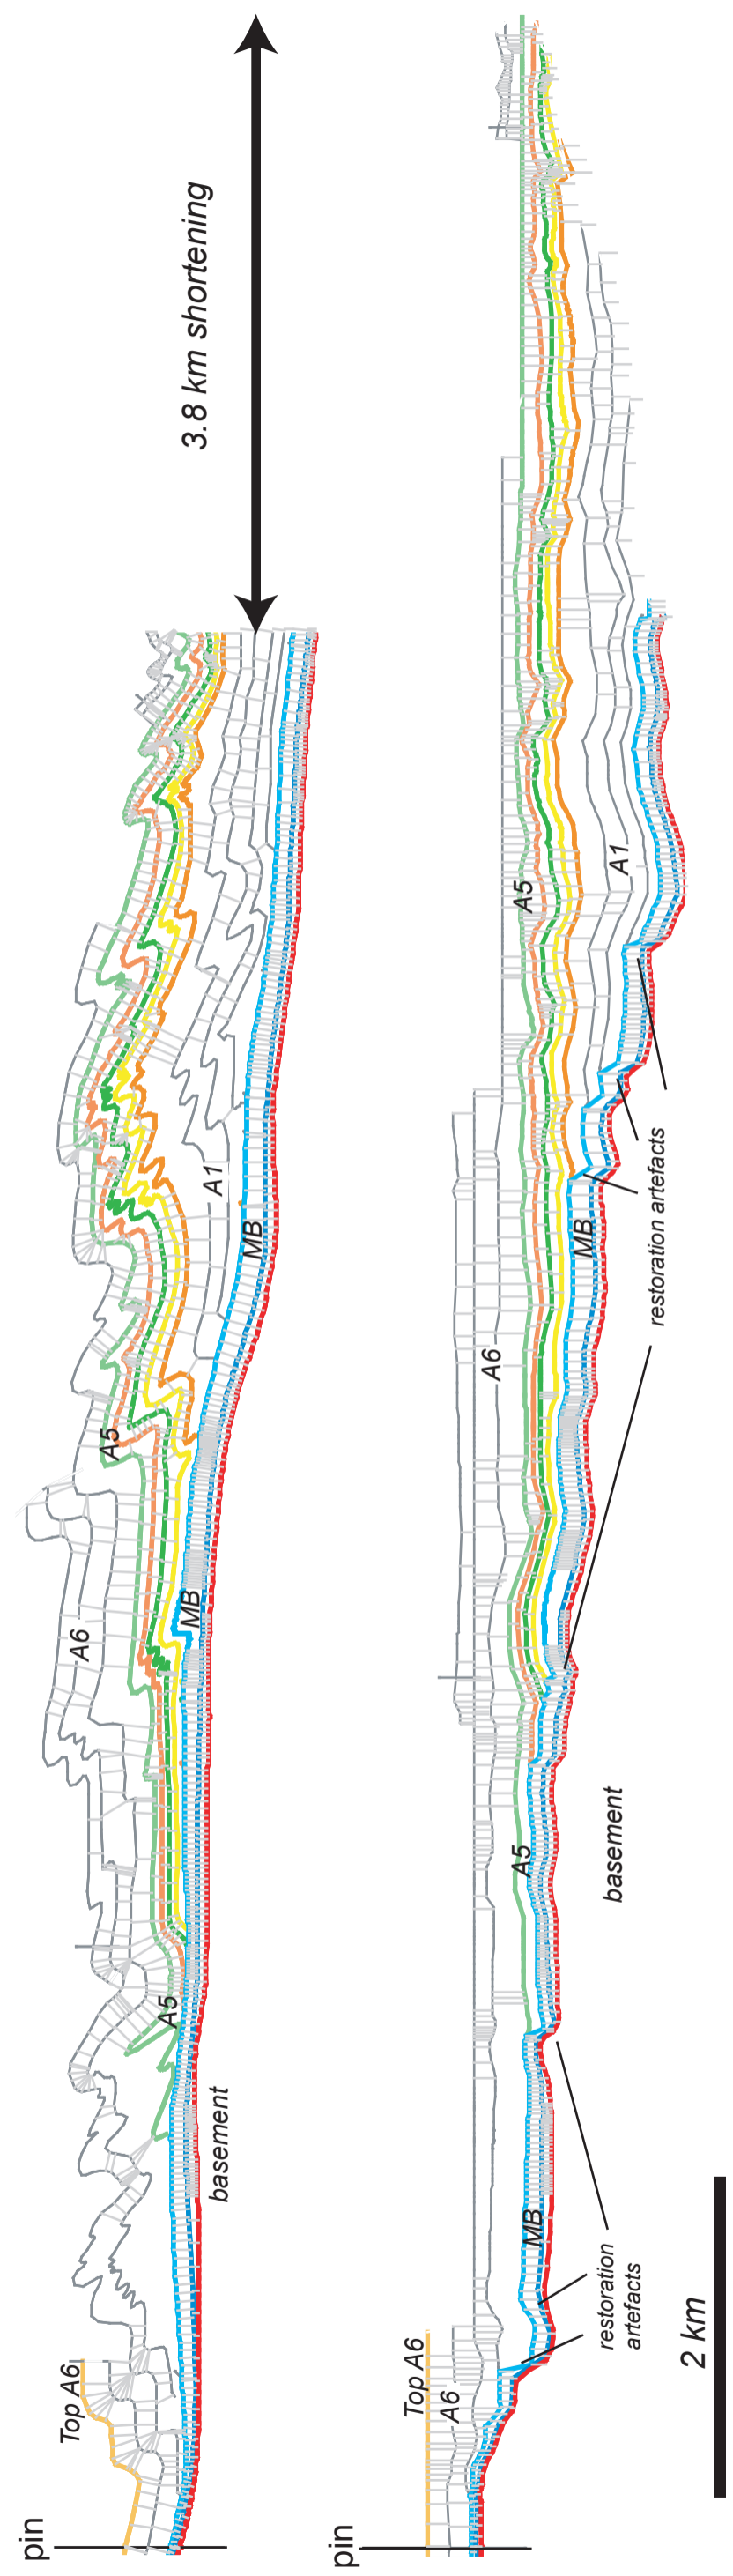 3.8 km shortening
A5
A6
A1
MB
MB
A5
Top A6
basement
pin
A5
A1
A6
MB
restoration artefacts
A5
basement
MB
restoration
artefacts
Top A6
A6
2 km
pin